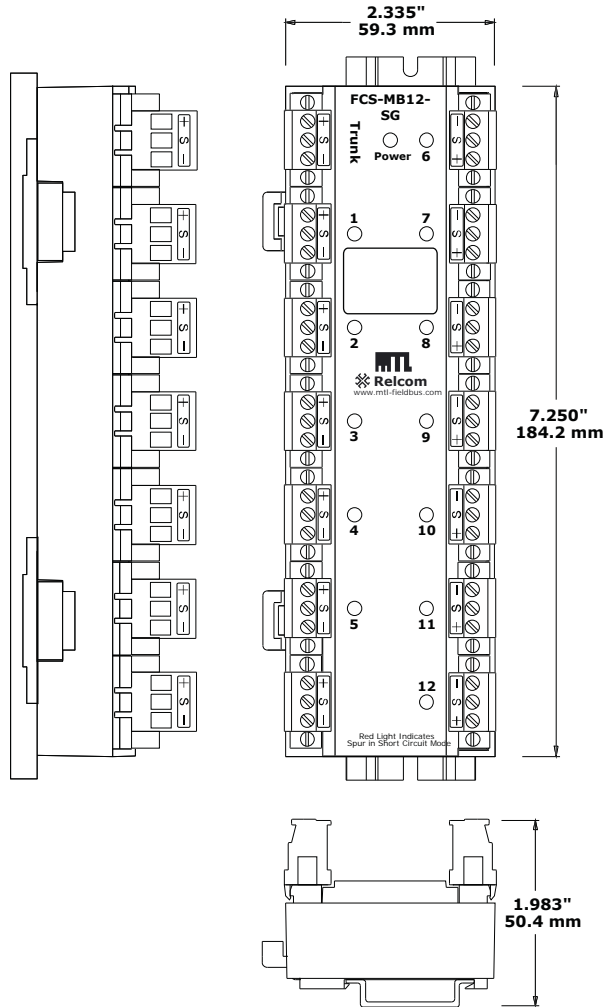 2.335"
59.3 mm
FCS-MB12-
SG
Trunk
Power
6
1
7
2
8
MTL
Relcom
www.mtl-fieldbus.com
3
9
4
10
5
11
12
Red Light Indicates
Spur in Short Circuit Mode
7.250"
184.2 mm
+ S −
+ S −
+ S −
+ S −
+ S −
+ S −
+ S −
+ S −
+ S −
+ S −
+ S −
+ S −
+ S −
+ S −
− S +
− S +
− S +
− S +
− S +
− S +
− S +
1.983"
50.4 mm